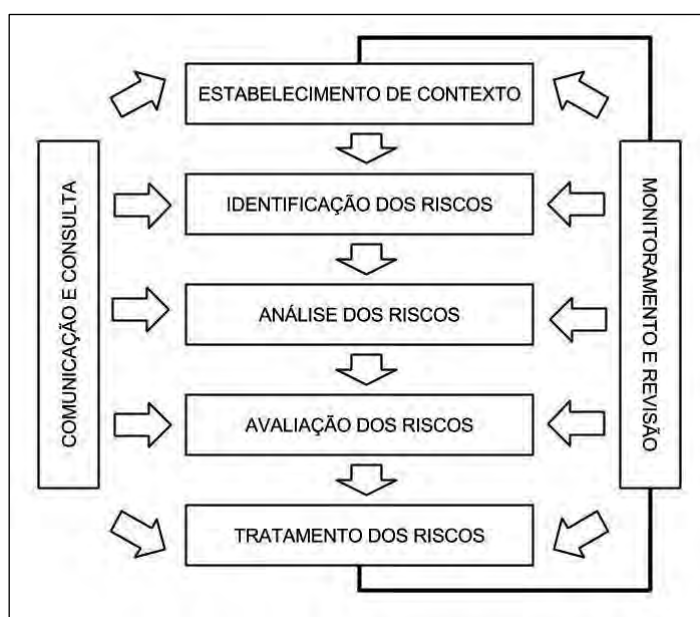 ESTABELECIMENTO DE CONTEXTO
COMUNICAÇÃO E CONSULTA
IDENTIFICAÇÃO DOS RISCOS
ANÁLISE DOS RISCOS
AVALIAÇÃO DOS RISCOS
TRATAMENTO DOS RISCOS
MONITORAMENTO E REVISÃO